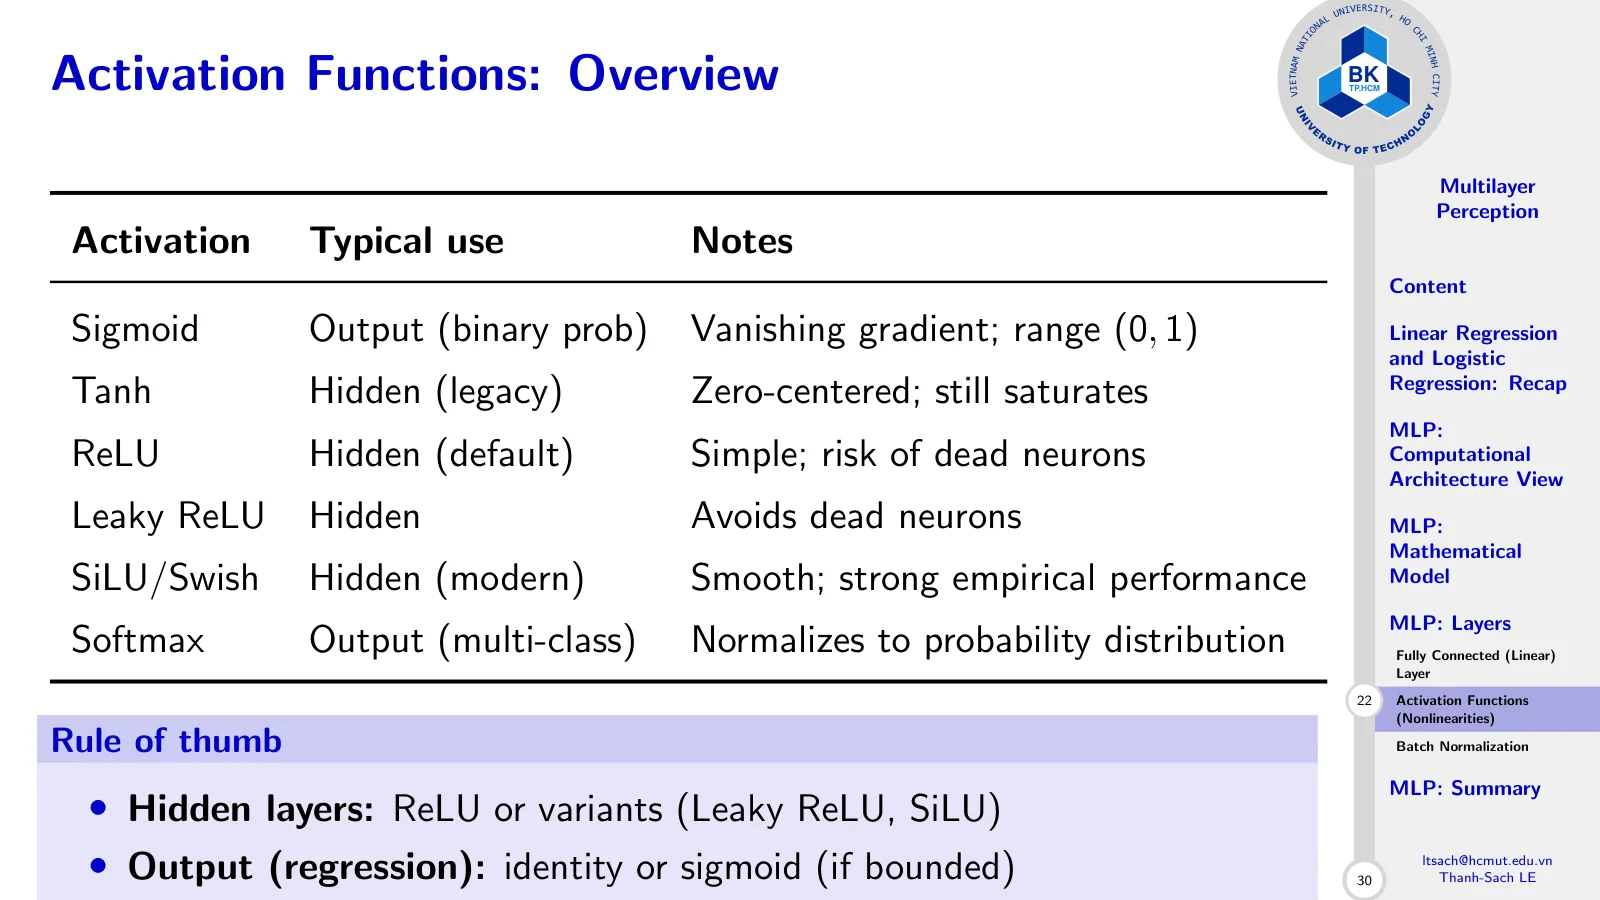 Activation Functions: Overview
VIETNAM NATIONAL UNIVERSITY, HO CHI MINH CITY
BK
TP.HCM
UNIVERSITY OF TECHNOLOGY
Activation Typical use Notes
Sigmoid Output (binary prob) Vanishing gradient; range (0, 1)
Tanh Hidden (legacy) Zero-centered; still saturates
ReLU Hidden (default) Simple; risk of dead neurons
Leaky ReLU Hidden Avoids dead neurons
SiLU/Swish Hidden (modern) Smooth; strong empirical performance
Softmax Output (multi-class) Normalizes to probability distribution
Rule of thumb
• Hidden layers: ReLU or variants (Leaky ReLU, SiLU)
• Output (regression): identity or sigmoid (if bounded)
Multilayer
Perception
Content
Linear Regression
and Logistic
Regression: Recap
MLP:
Computational
Architecture View
MLP:
Mathematical
Model
MLP: Layers
Fully Connected (Linear)
Layer
22
Activation Functions
(Nonlinearities)
Batch Normalization
MLP: Summary
ltsach@hcmut.edu.vn
Thanh-Sach LE
30